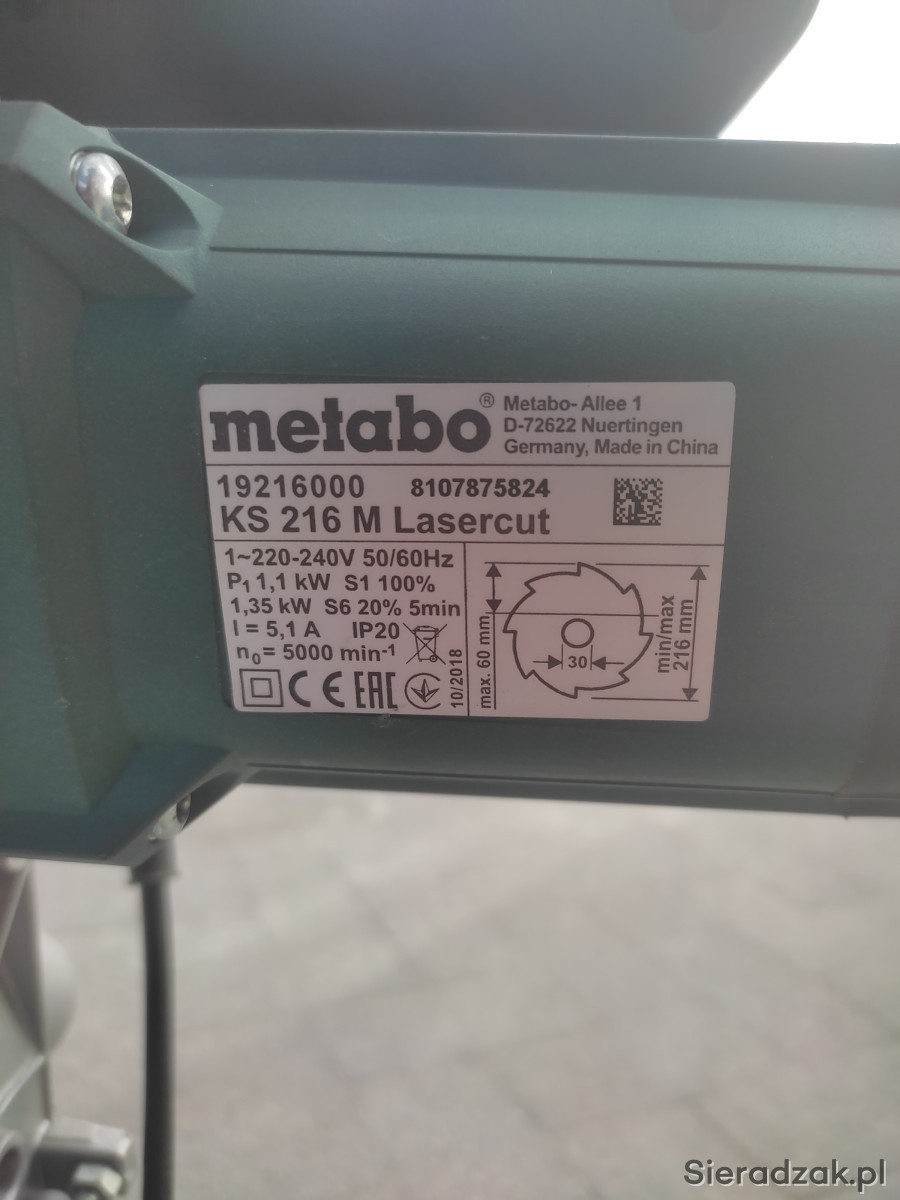 metabo®
Metabo- Allee 1
D-72622 Nuertingen
Germany, Made in China
19216000 8107875824
KS 216 M Lasercut
1~220-240V 50/60Hz
P1 1,1 kW S1 100%
1,35 kW S6 20% 5min
I = 5,1 A IP20
n0= 5000 min-1
CE EAC
10/2018
max. 60 mm
30
min/max
216 mm
Sieradzak.pl